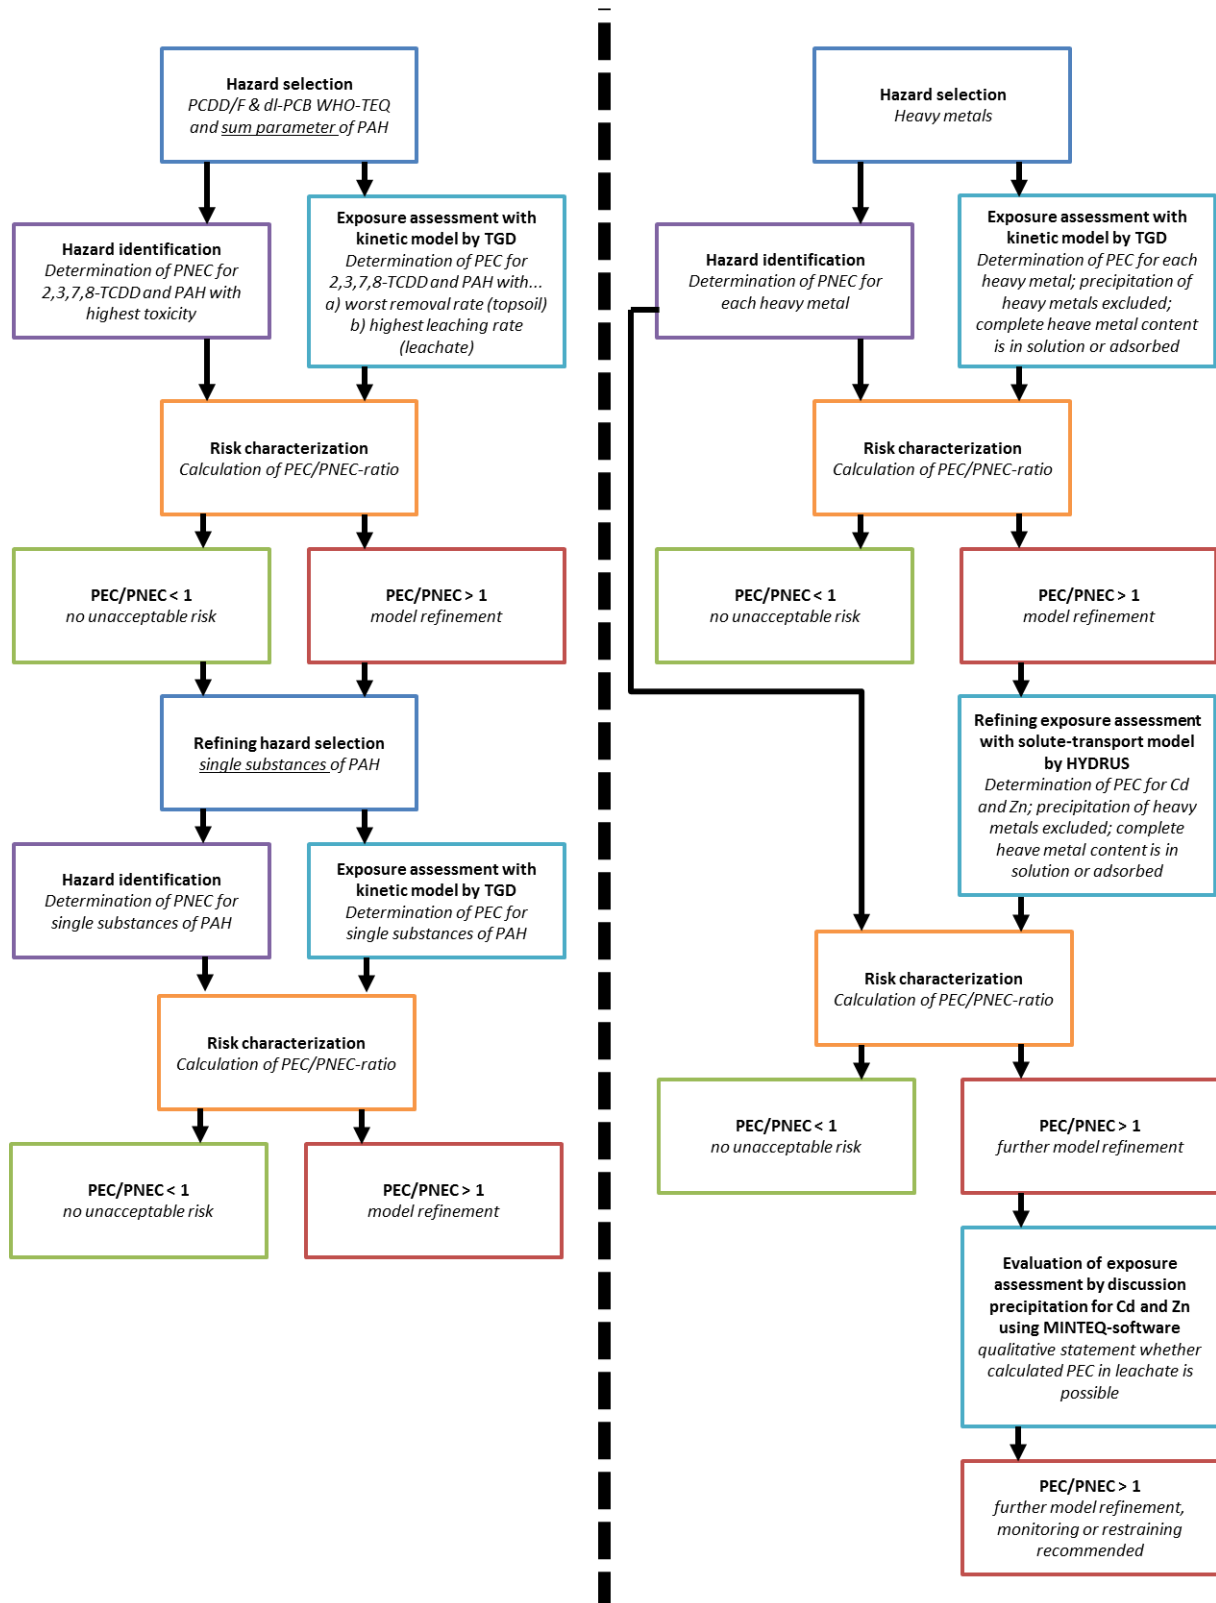 Hazard selection
PCDD/F & dl-PCB WHO-TEQ
and sum parameter of PAH
Hazard identification
Determination of PNEC for
2,3,7,8-TCDD and PAH with
highest toxicity
Exposure assessment with
kinetic model by TGD
Determination of PEC for
2,3,7,8-TCDD and PAH with...
a) worst removal rate (topsoil)
b) highest leaching rate
(leachate)
Risk characterization
Calculation of PEC/PNEC-ratio
PEC/PNEC < 1
no unacceptable risk
PEC/PNEC > 1
model refinement
Refining hazard selection
single substances of PAH
Hazard identification
Determination of PNEC for
single substances of PAH
Exposure assessment with
kinetic model by TGD
Determination of PEC for
single substances of PAH
Risk characterization
Calculation of PEC/PNEC-ratio
PEC/PNEC < 1
no unacceptable risk
PEC/PNEC > 1
model refinement
Hazard selection
Heavy metals
Hazard identification
Determination of PNEC for
each heavy metal
Exposure assessment with
kinetic model by TGD
Determination of PEC for each
heavy metal; precipitation of
heavy metals excluded;
complete heave metal content
is in solution or adsorbed
Risk characterization
Calculation of PEC/PNEC-ratio
PEC/PNEC < 1
no unacceptable risk
PEC/PNEC > 1
model refinement
Refining exposure assessment
with solute-transport model
by HYDRUS
Determination of PEC for Cd
and Zn; precipitation of heavy
metals excluded; complete
heave metal content is in
solution or adsorbed
Risk characterization
Calculation of PEC/PNEC-ratio
PEC/PNEC < 1
no unacceptable risk
PEC/PNEC > 1
further model refinement
Evaluation of exposure
assessment by discussion
precipitation for Cd and Zn
using MINTEQ-software
qualitative statement whether
calculated PEC in leachate is
possible
PEC/PNEC > 1
further model refinement,
monitoring or restraining
recommended